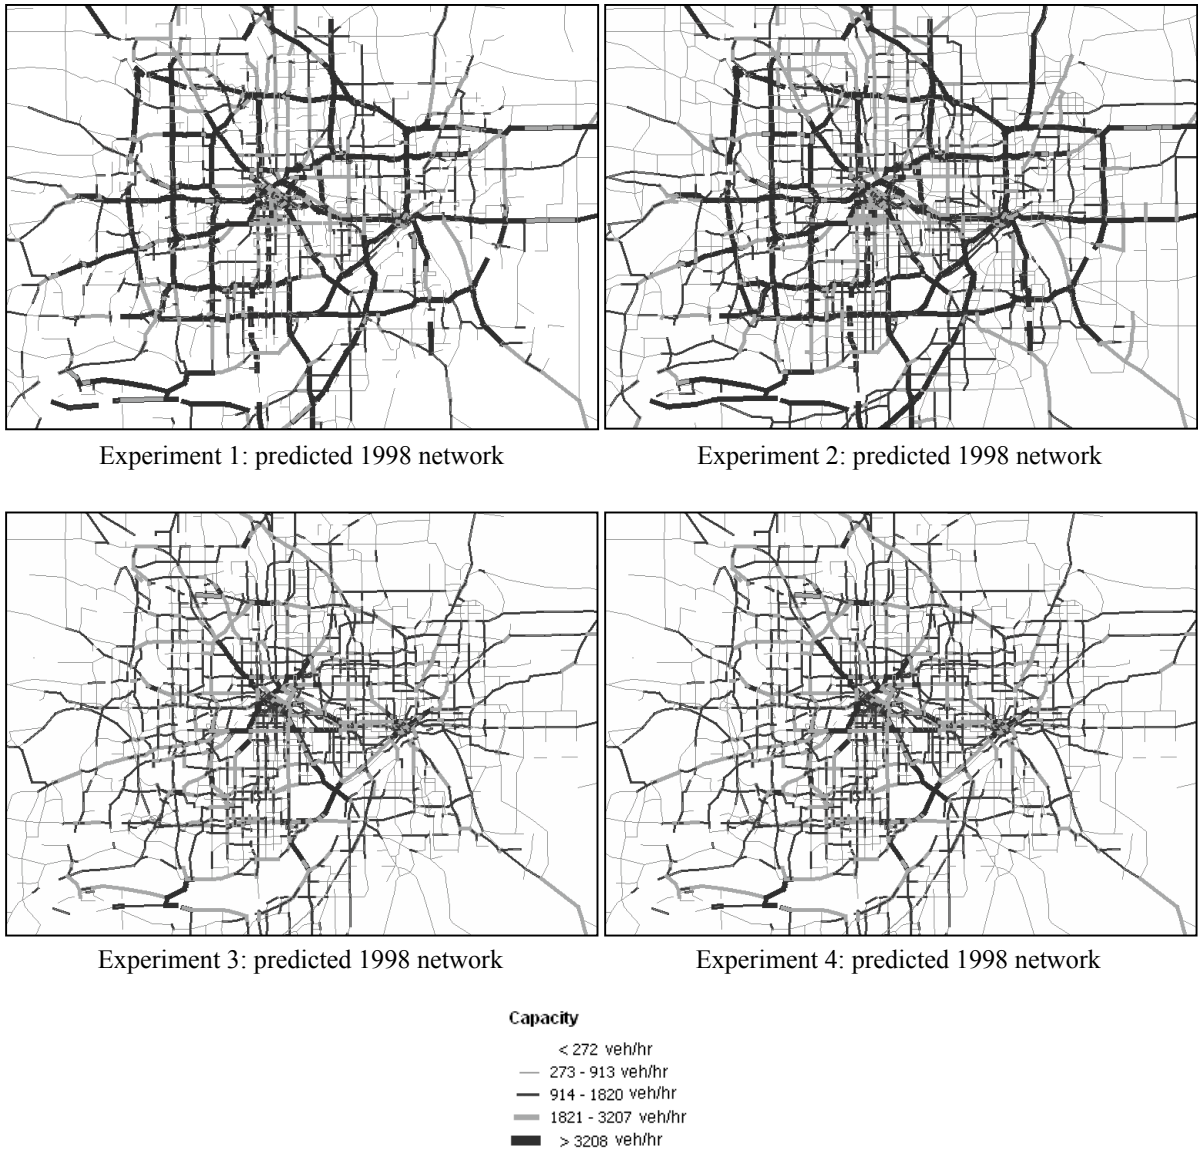 Experiment 1: predicted 1998 network
Experiment 2: predicted 1998 network
Experiment 3: predicted 1998 network
Experiment 4: predicted 1998 network
Capacity
< 272 veh/hr
273 - 913 veh/hr
914 - 1820 veh/hr
1821 - 3207 veh/hr
> 3208 veh/hr